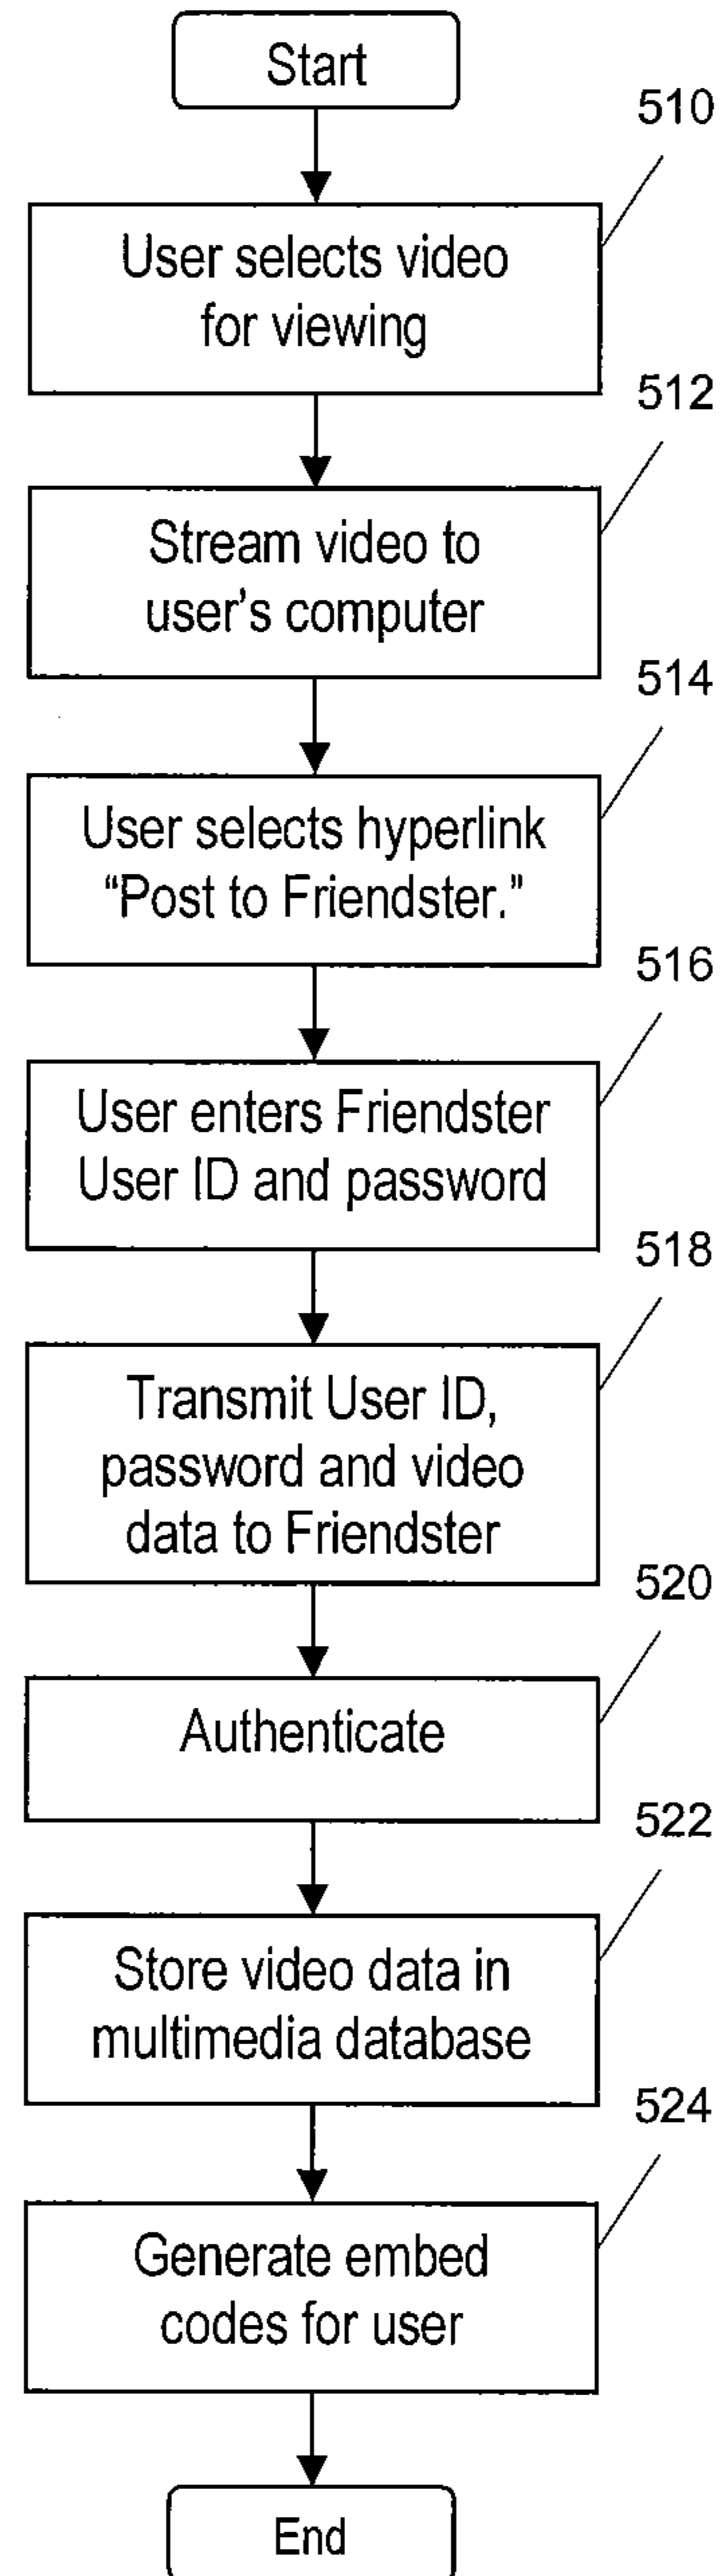 Start
510
User selects video
for viewing
512
Stream video to
user's computer
514
User selects hyperlink
“Post to Friendster.”
516
User enters Friendster
User ID and password
518
Transmit User ID,
password and video
data to Friendster
520
Authenticate
522
Store video data in
multimedia database
524
Generate embed
codes for user
End